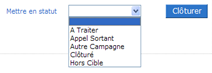 Mettre en statut
Clôturer
A Traiter
Appel Sortant
Autre Campagne
Clôturé
Hors Cible